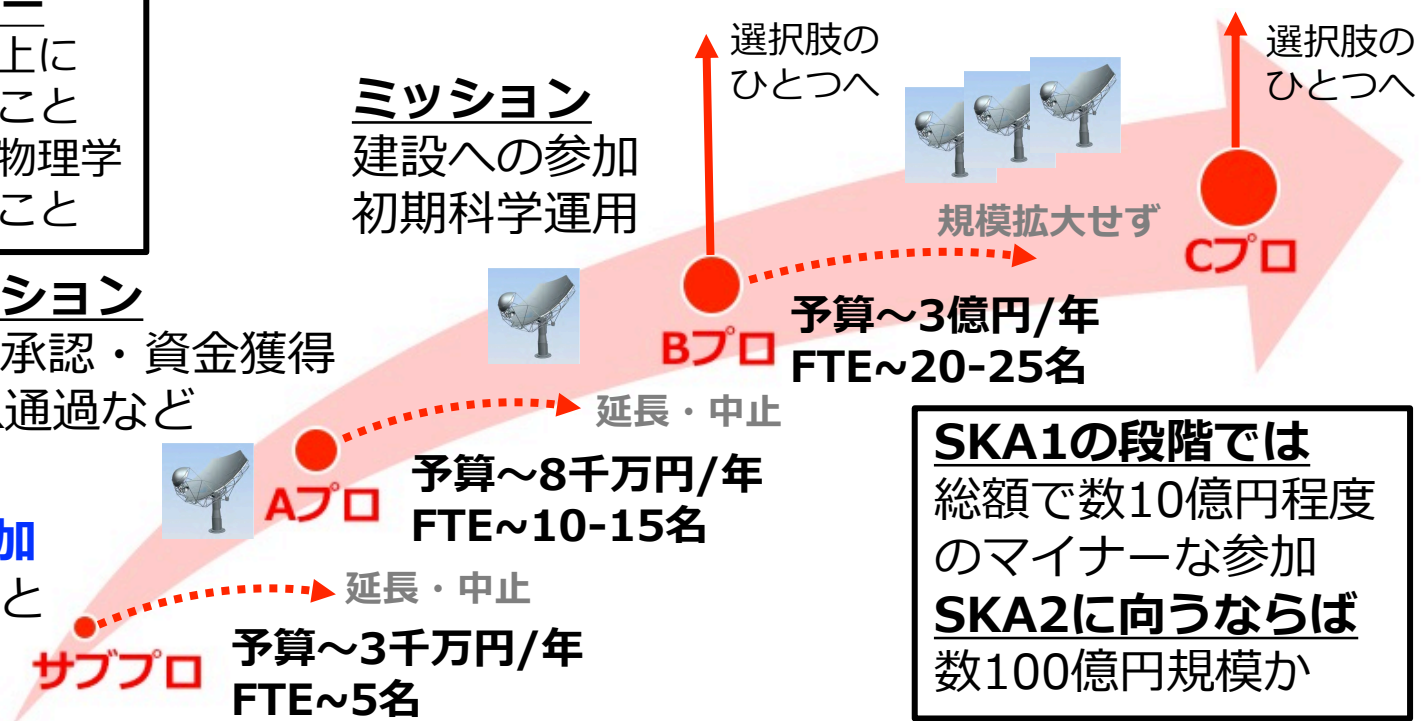 上に
こと
物理学
こと
ミッション
建設への参加
初期科学運用
選択肢の
ひとつへ
選択肢の
ひとつへ
規模拡大せず
Cプロ
ション
承認・資金獲得
通過など
Bプロ
予算～3億円/年
FTE~20-25名
延長・中止
Aプロ
予算～8千万円/年
FTE~10-15名
加
と
延長・中止
サブプロ
予算～3千万円/年
FTE~5名
SKA1の段階では
総額で数10億円程度
のマイナーな参加
SKA2に向うならば
数100億円規模か